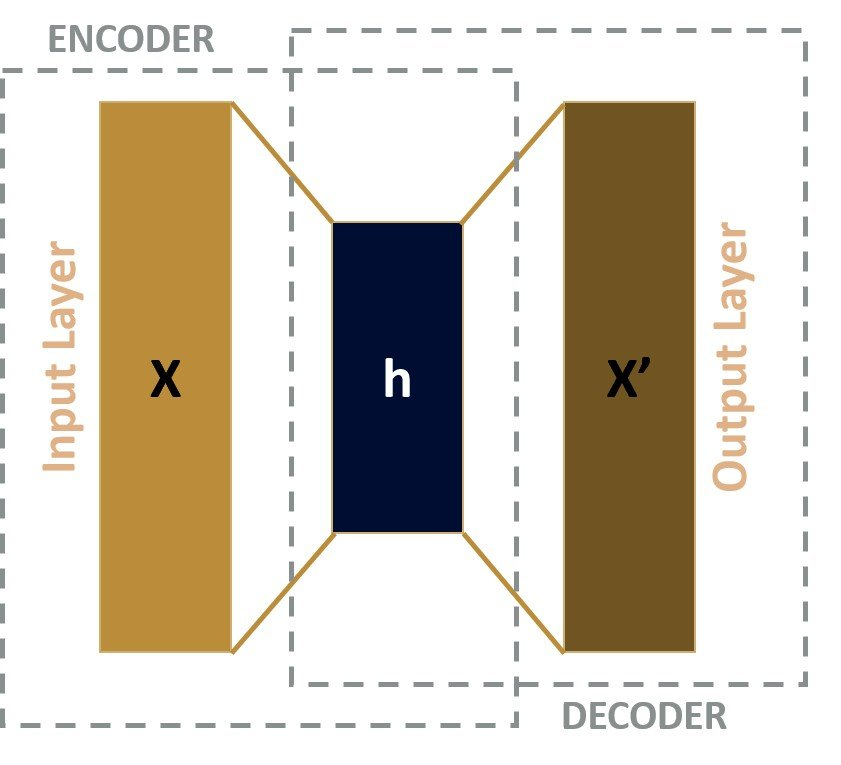 ENCODER
Input Layer
X
h
X’
Output Layer
DECODER